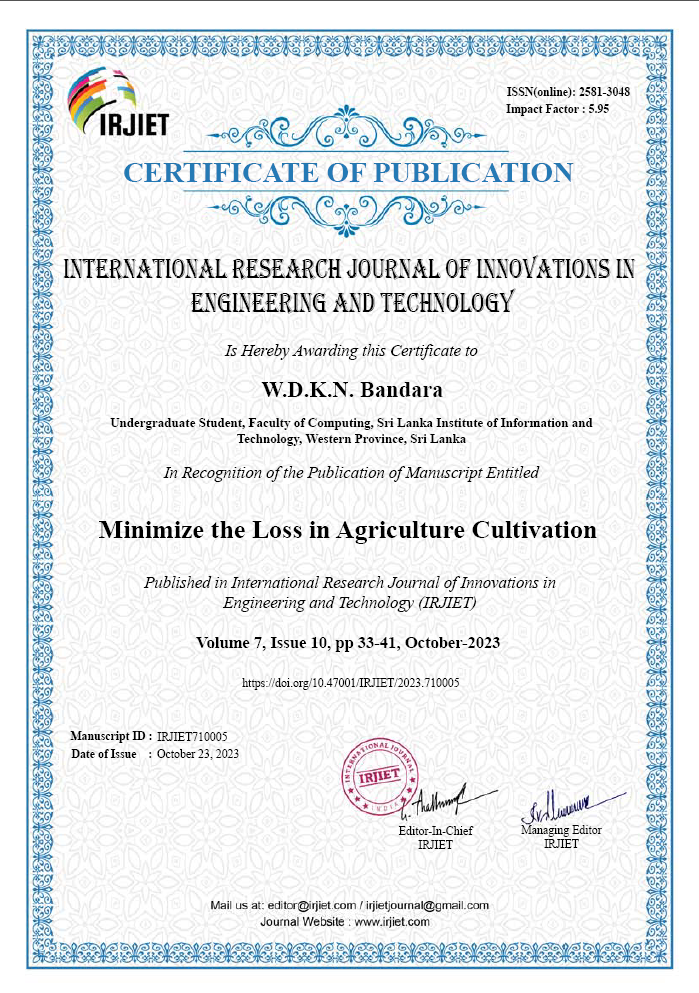 IRJIET
ISSN(online): 2581-3048
Impact Factor : 5.95
CERTIFICATE OF PUBLICATION
INTERNATIONAL RESEARCH JOURNAL OF INNOVATIONS IN
ENGINEERING AND TECHNOLOGY
Is Hereby Awarding this Certificate to
W.D.K.N. Bandara
Undergraduate Student, Faculty of Computing, Sri Lanka Institute of Information and
Technology, Western Province, Sri Lanka
In Recognition of the Publication of Manuscript Entitled
Minimize the Loss in Agriculture Cultivation
Published in International Research Journal of Innovations in
Engineering and Technology (IRJIET)
Volume 7, Issue 10, pp 33-41, October-2023
https://doi.org/10.47001/IRJIET/2023.710005
Manuscript ID : IRJIET710005
Date of Issue : October 23, 2023
INTERNATIONAL JOURNAL
IRJIET
INDIA
Editor-In-Chief
IRJIET
Managing Editor
IRJIET
Mail us at: editor@irjiet.com / irjietjournal@gmail.com
Journal Website : www.irjiet.com